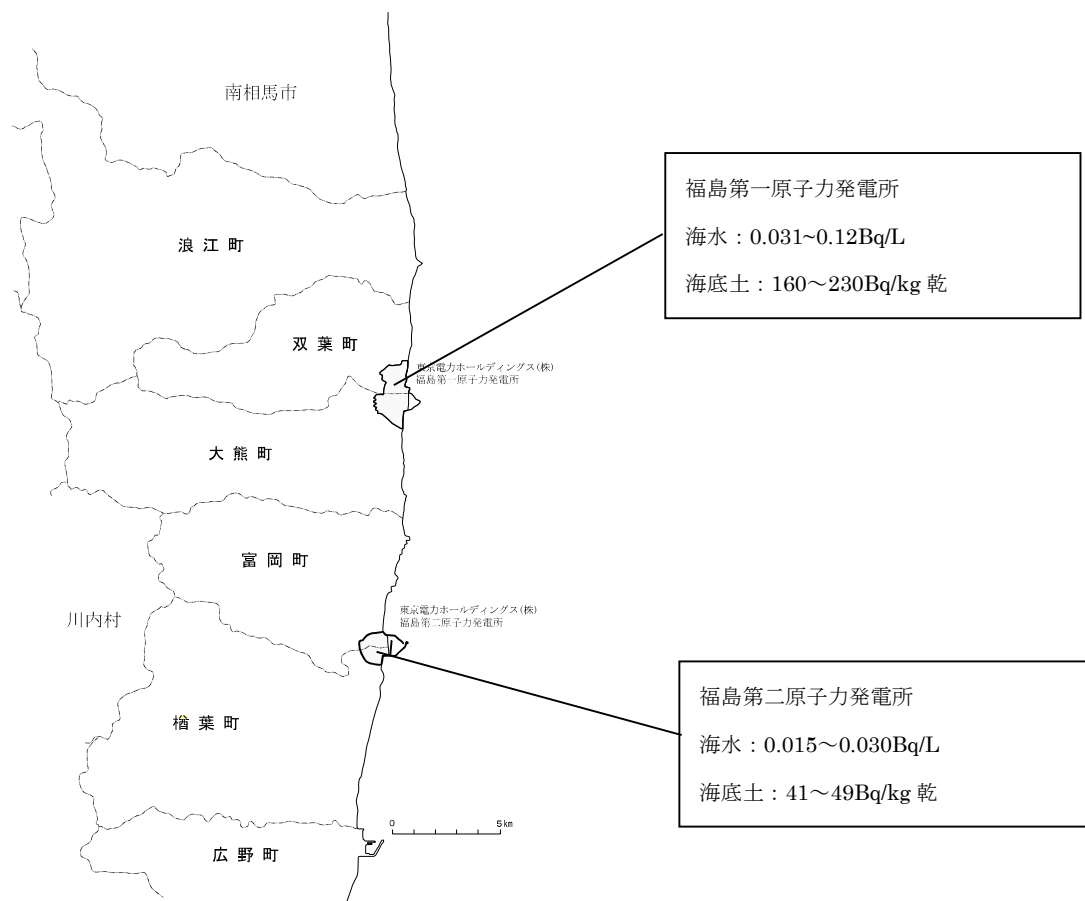 南相馬市
福島第一原子力発電所
海水：0.031~0.12Bq/L
海底土：160～230Bq/kg 乾
浪江町
双葉町
東京電力ホールディングス(株)
福島第一原子力発電所
大熊町
富岡町
東京電力ホールディングス(株)
福島第二原子力発電所
川内村
福島第二原子力発電所
海水：0.015～0.030Bq/L
海底土：41～49Bq/kg 乾
楢葉町
0 5km
広野町